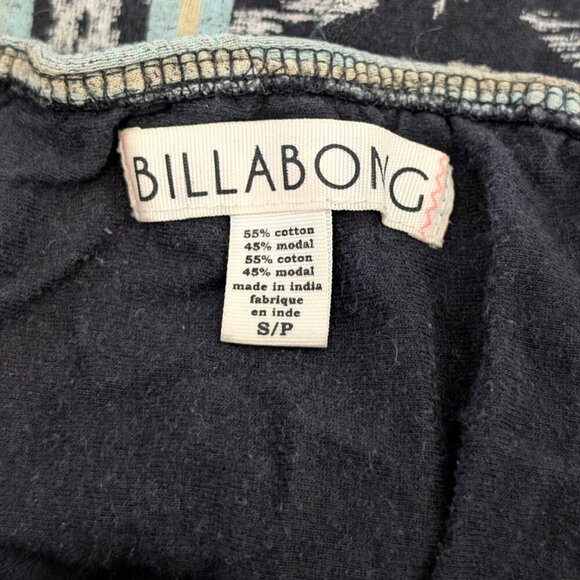 BILLABONG
55% cotton
45% modal
55% coton
45% modal
made in india
fabrique
en inde
S/P